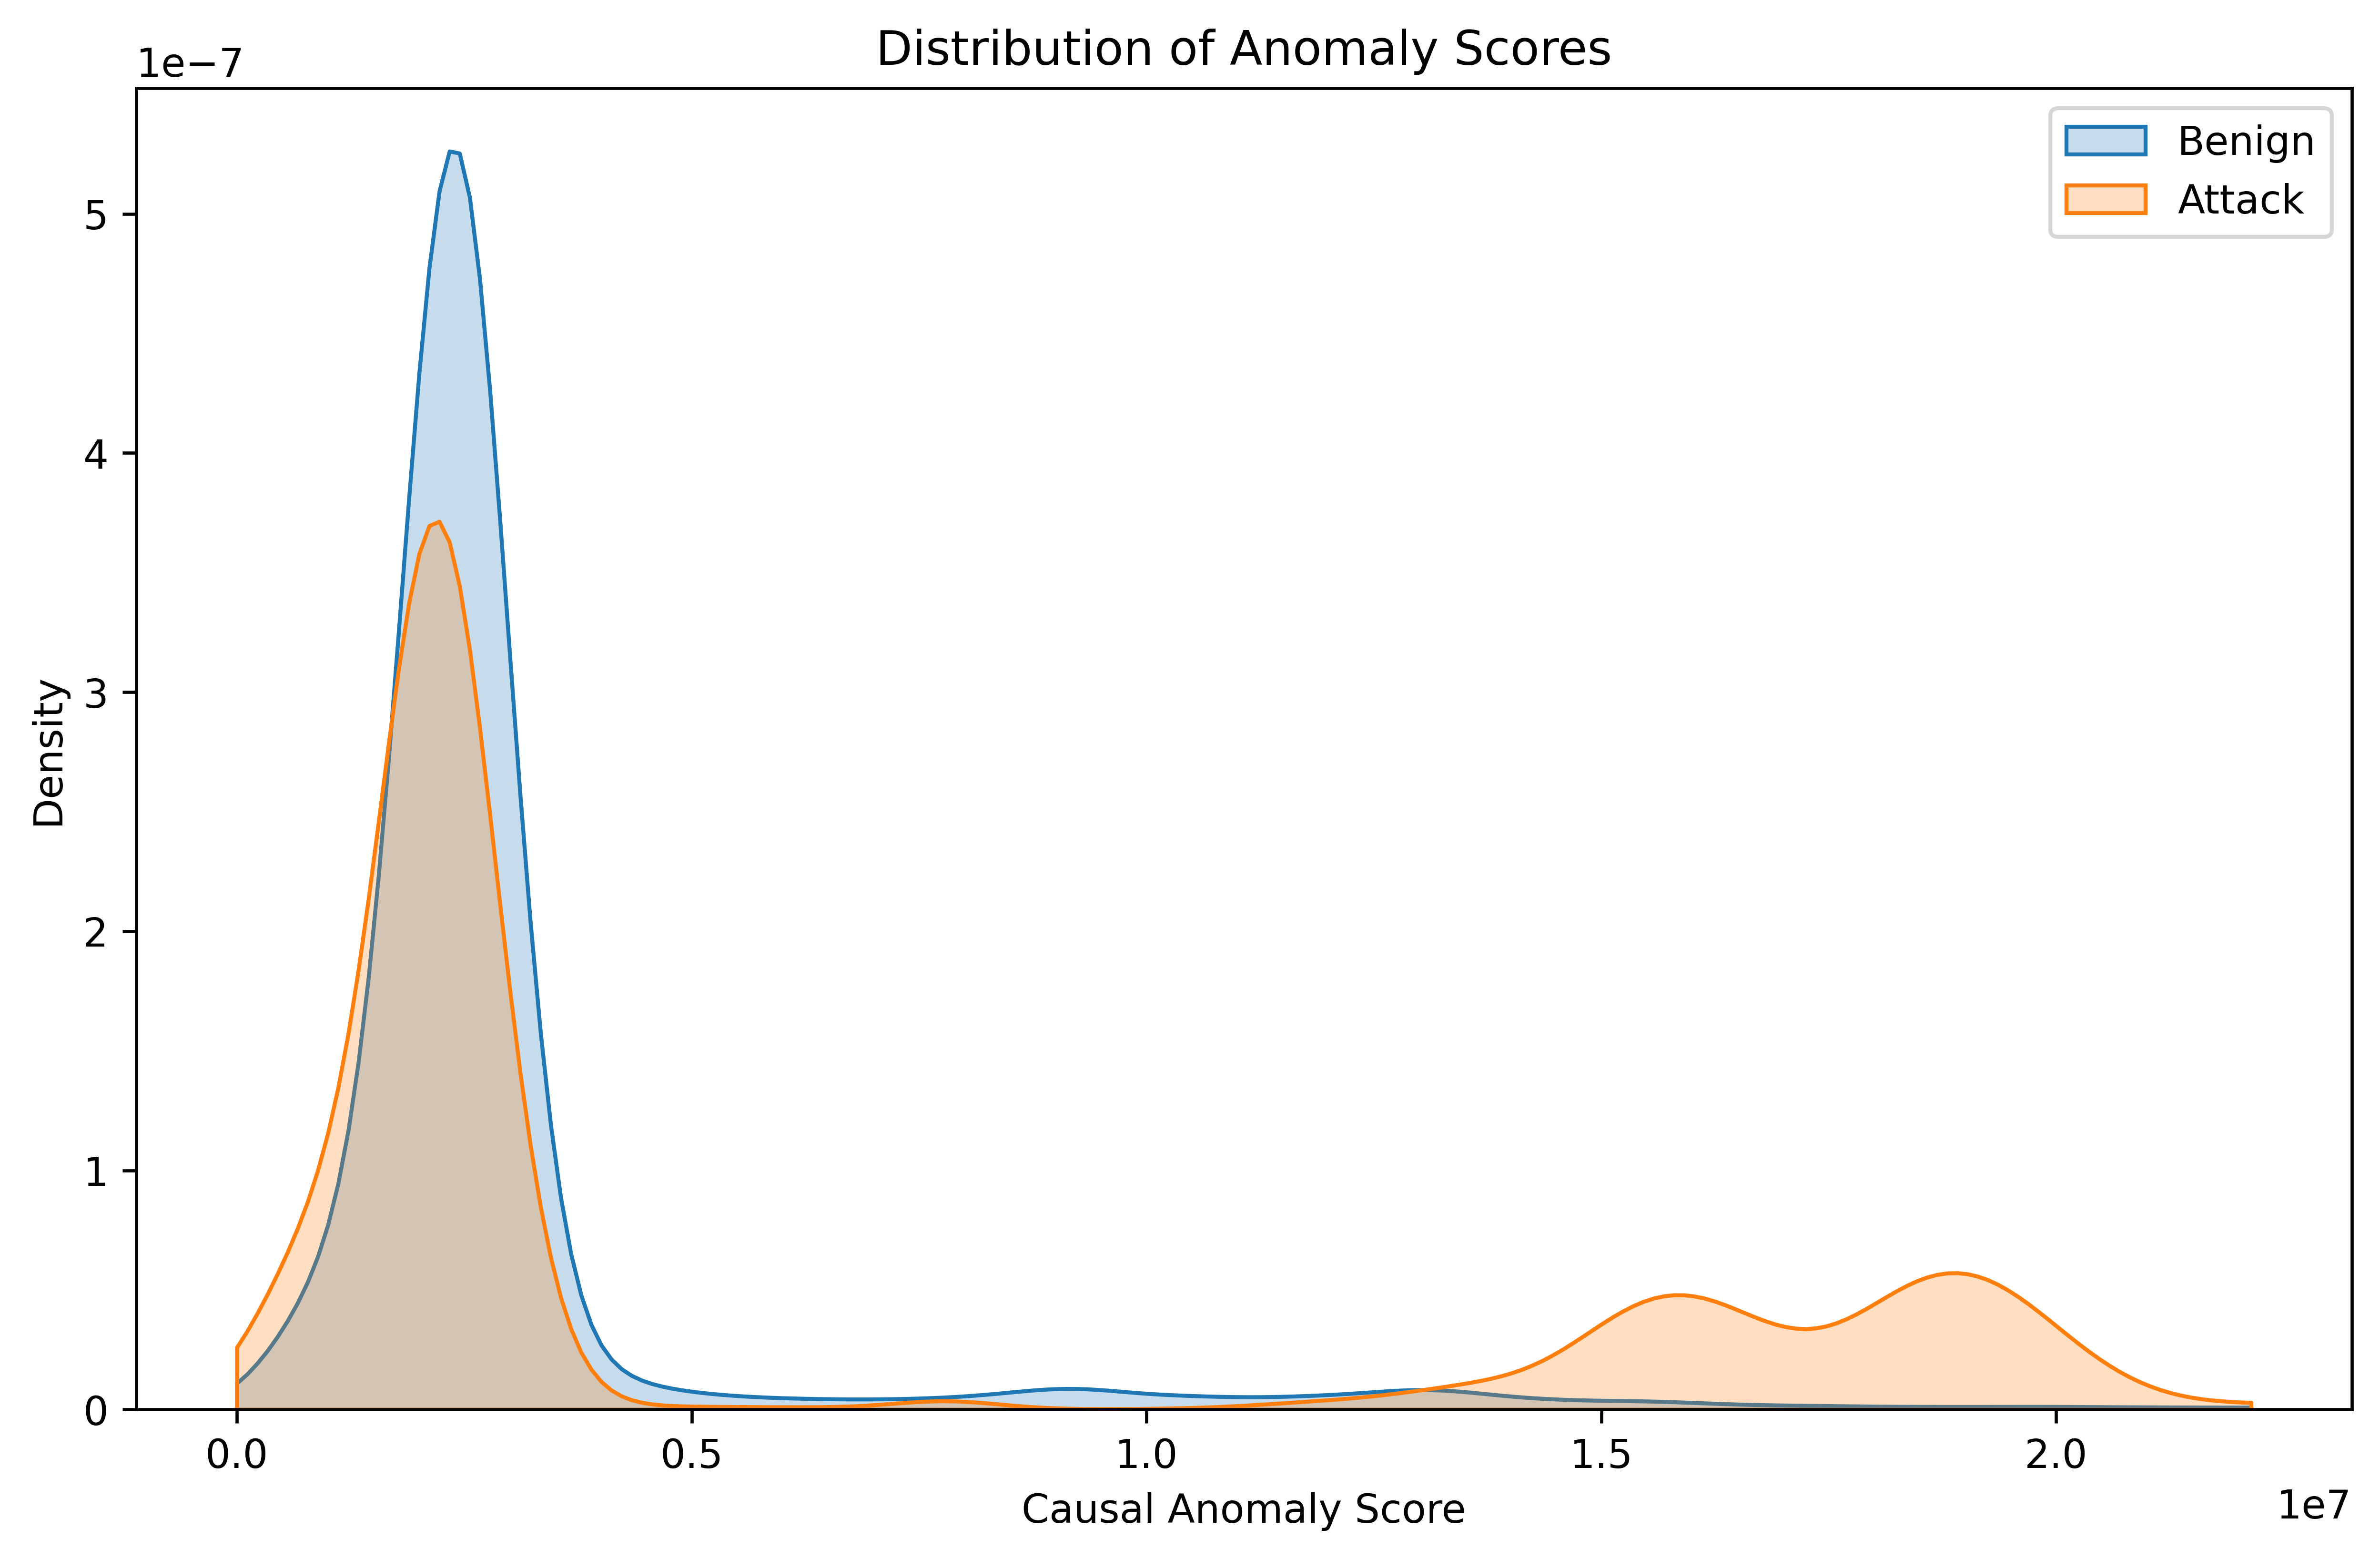 Distribution of Anomaly Scores
1e−7
Benign
Attack
5
4
3
2
1
0
Density
0.0 0.5 1.0 1.5 2.0
1e7
Causal Anomaly Score